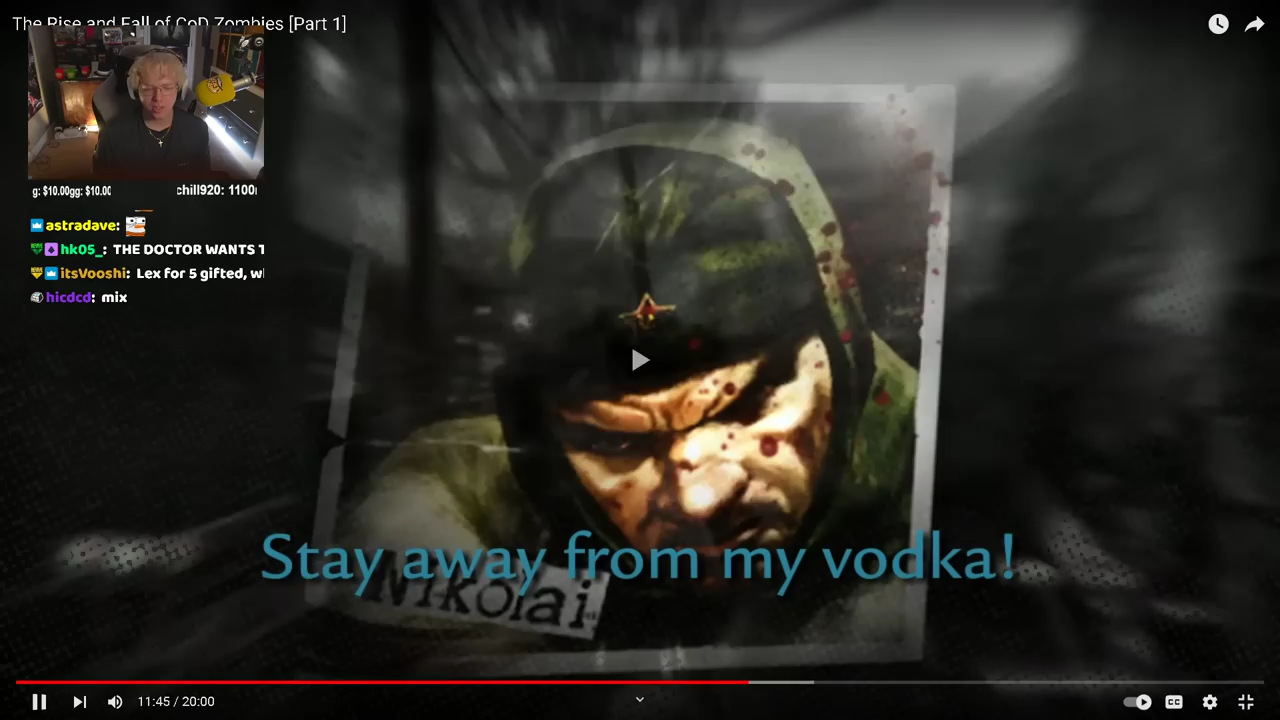 The Rise and Fall of CoD Zombies [Part 1]
g: $10.00gg: $10.00 chill920: 1100
astradave:
hk05_: THE DOCTOR WANTS T
itsVooshi: Lex for 5 gifted, w
hicdcd: mix
Stay away from my vodka!
Nikolai
11:45 / 20:00
CC